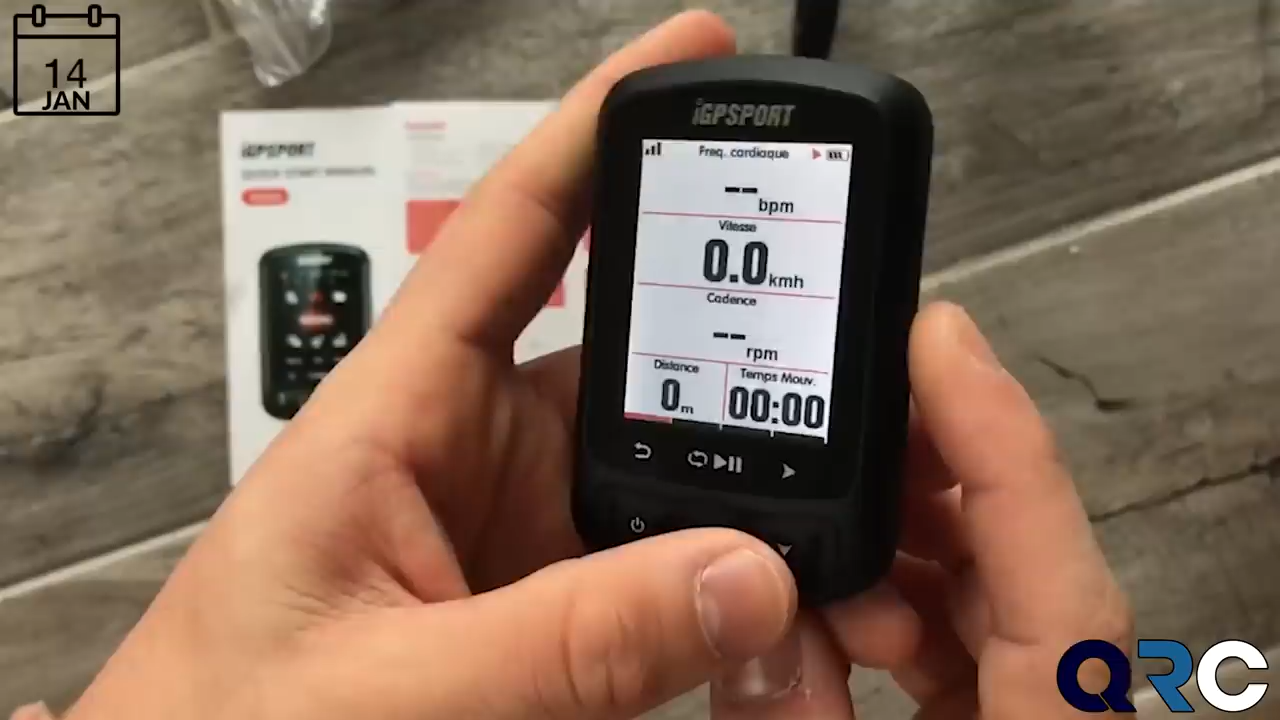 14
JAN
iGPSPORT
iGPSPORT
Freq. cardiaque
--
bpm
Vitesse
0.0 kmh
Cadence
--
rpm
Distance
0 m
Temps Mouv.
00:00
QRC